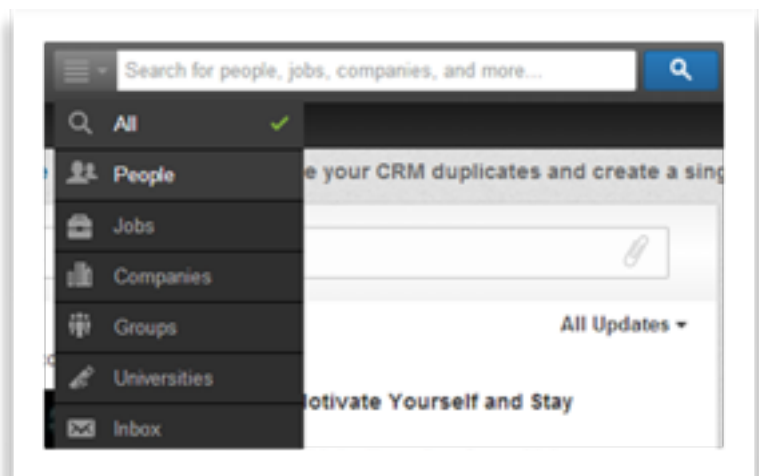 Search for people, jobs, companies, and more...
All
People
e your CRM duplicates and create a sing
Jobs
Companies
Groups
All Updates
Universities
lotivate Yourself and Stay
Inbox